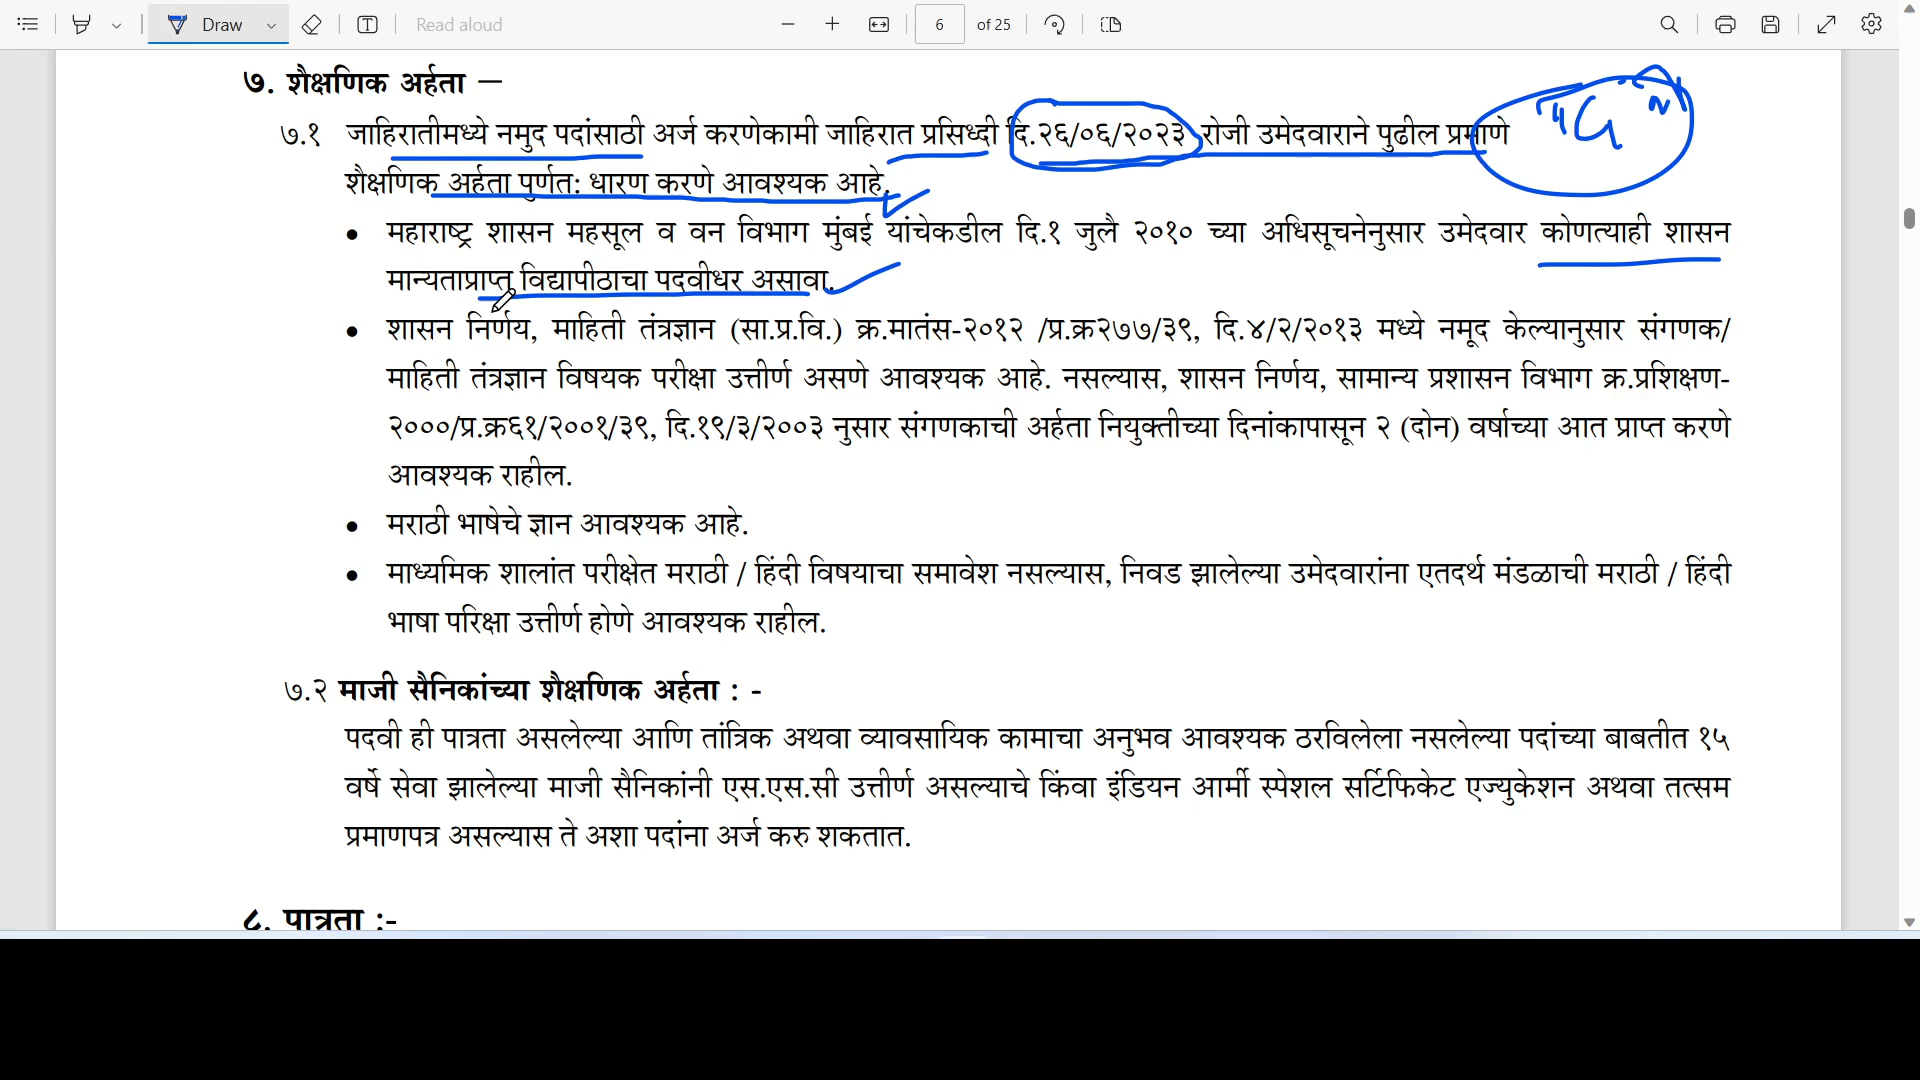 Draw
Read aloud
6 of 25
७. शैक्षणिक अर्हता –
७.१ जाहिरातीमध्ये नमुद पदांसाठी अर्ज करणेकामी जाहिरात प्रसिध्दी दि.२६/०६/२०२३ रोजी उमेदवाराने पुढील प्रमाणे
शैक्षणिक अर्हता पुर्णत: धारण करणे आवश्यक आहे.
• महाराष्ट्र शासन महसूल व वन विभाग मुंबई यांचेकडील दि.१ जुलै २०१० च्या अधिसूचनेनुसार उमेदवार कोणत्याही शासन
मान्यताप्राप्त विद्यापीठाचा पदवीधर असावा.
• शासन निर्णय, माहिती तंत्रज्ञान (सा.प्र.वि.) क्र.मातंस-२०१२ /प्र.क्र२७७/३९, दि.४/२/२०१३ मध्ये नमूद केल्यानुसार संगणक/
माहिती तंत्रज्ञान विषयक परीक्षा उत्तीर्ण असणे आवश्यक आहे. नसल्यास, शासन निर्णय, सामान्य प्रशासन विभाग क्र.प्रशिक्षण-
२०००/प्र.क्र६१/२००१/३९, दि.१९/३/२००३ नुसार संगणकाची अर्हता नियुक्तीच्या दिनांकापासून २ (दोन) वर्षाच्या आत प्राप्त करणे
आवश्यक राहील.
• मराठी भाषेचे ज्ञान आवश्यक आहे.
• माध्यमिक शालांत परीक्षेत मराठी / हिंदी विषयाचा समावेश नसल्यास, निवड झालेल्या उमेदवारांना एतदर्थ मंडळाची मराठी / हिंदी
भाषा परिक्षा उत्तीर्ण होणे आवश्यक राहील.
७.२ माजी सैनिकांच्या शैक्षणिक अर्हता : -
पदवी ही पात्रता असलेल्या आणि तांत्रिक अथवा व्यावसायिक कामाचा अनुभव आवश्यक ठरविलेला नसलेल्या पदांच्या बाबतीत १५
वर्षे सेवा झालेल्या माजी सैनिकांनी एस.एस.सी उत्तीर्ण असल्याचे किंवा इंडियन आर्मी स्पेशल सर्टिफिकेट एज्युकेशन अथवा तत्सम
प्रमाणपत्र असल्यास ते अशा पदांना अर्ज करु शकतात.
८. पात्रता :-